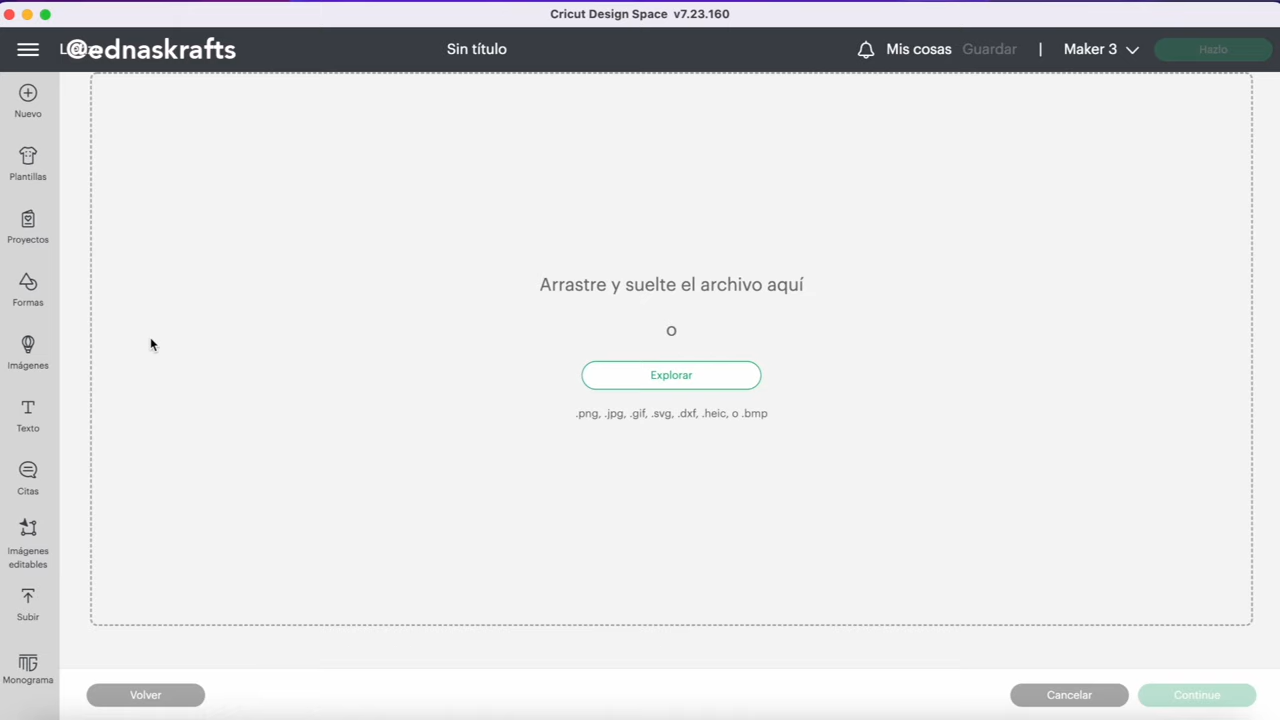 Cricut Design Space v7.23.160
@ednaskrafts
Sin título
Mis cosas Guardar | Maker 3
Hazlo
Nuevo
Plantillas
Proyectos
Formas
Imágenes
Texto
Citas
Imágenes
editables
Subir
Monograma
Arrastre y suelte el archivo aquí
O
Explorar
.png, .jpg, .gif, .svg, .dxf, .heic, o .bmp
Volver
Cancelar
Continue